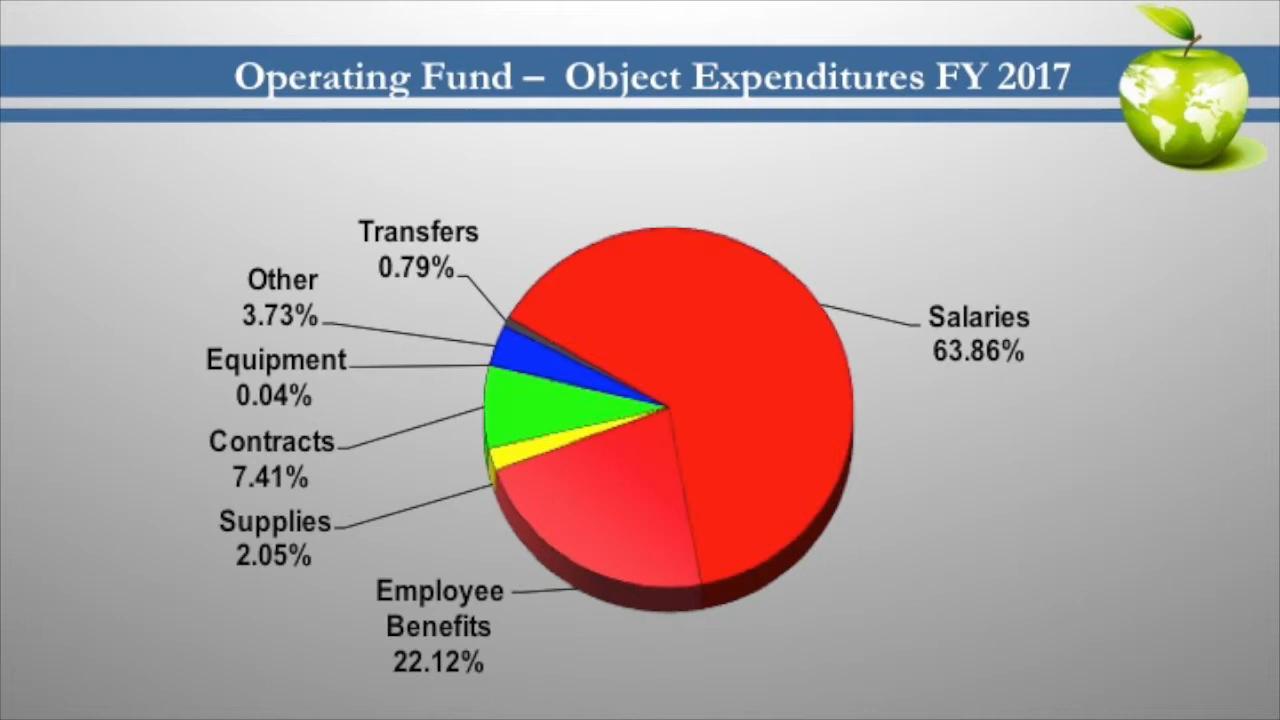 Operating Fund – Object Expenditures FY 2017
Transfers
0.79%
Other
3.73%
Salaries
63.86%
Equipment
0.04%
Contracts
7.41%
Supplies
2.05%
Employee
Benefits
22.12%